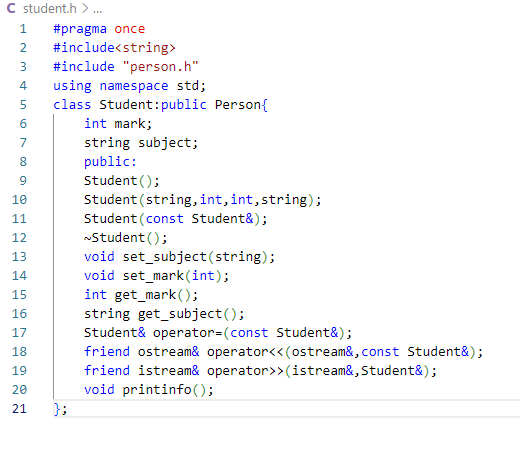 C student.h > ...
1 #pragma once
2 #include<string>
3 #include "person.h"
4 using namespace std;
5 class Student:public Person{
6 int mark;
7 string subject;
8 public:
9 Student();
10 Student(string,int,int,string);
11 Student(const Student&);
12 ~Student();
13 void set_subject(string);
14 void set_mark(int);
15 int get_mark();
16 string get_subject();
17 Student& operator=(const Student&);
18 friend ostream& operator<<(ostream&,const Student&);
19 friend istream& operator>>(istream&,Student&);
20 void printinfo();
21 };